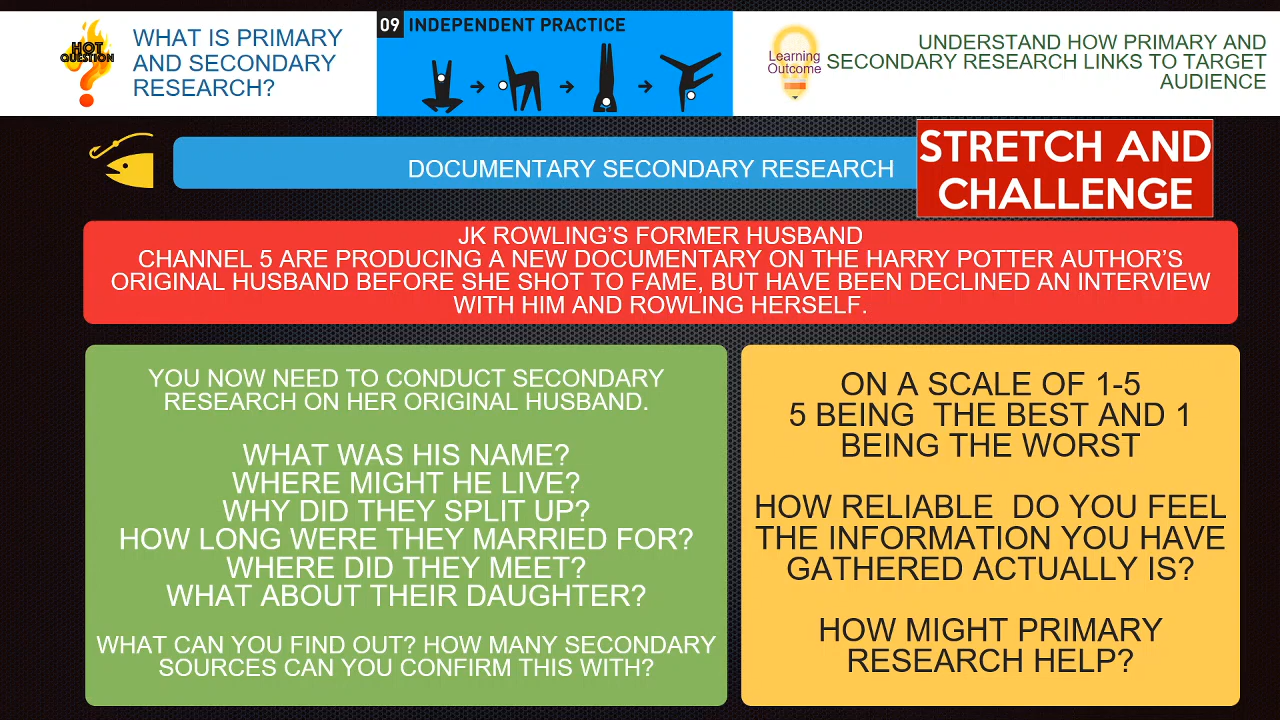 HOT
QUESTION
WHAT IS PRIMARY
AND SECONDARY
RESEARCH?
09 INDEPENDENT PRACTICE
Learning
Outcome
UNDERSTAND HOW PRIMARY AND
SECONDARY RESEARCH LINKS TO TARGET
AUDIENCE
DOCUMENTARY SECONDARY RESEARCH
STRETCH AND
CHALLENGE
JK ROWLING'S FORMER HUSBAND
CHANNEL 5 ARE PRODUCING A NEW DOCUMENTARY ON THE HARRY POTTER AUTHOR'S
ORIGINAL HUSBAND BEFORE SHE SHOT TO FAME, BUT HAVE BEEN DECLINED AN INTERVIEW
WITH HIM AND ROWLING HERSELF.
YOU NOW NEED TO CONDUCT SECONDARY
RESEARCH ON HER ORIGINAL HUSBAND.
WHAT WAS HIS NAME?
WHERE MIGHT HE LIVE?
WHY DID THEY SPLIT UP?
HOW LONG WERE THEY MARRIED FOR?
WHERE DID THEY MEET?
WHAT ABOUT THEIR DAUGHTER?
WHAT CAN YOU FIND OUT? HOW MANY SECONDARY
SOURCES CAN YOU CONFIRM THIS WITH?
ON A SCALE OF 1-5
5 BEING THE BEST AND 1
BEING THE WORST
HOW RELIABLE DO YOU FEEL
THE INFORMATION YOU HAVE
GATHERED ACTUALLY IS?
HOW MIGHT PRIMARY
RESEARCH HELP?